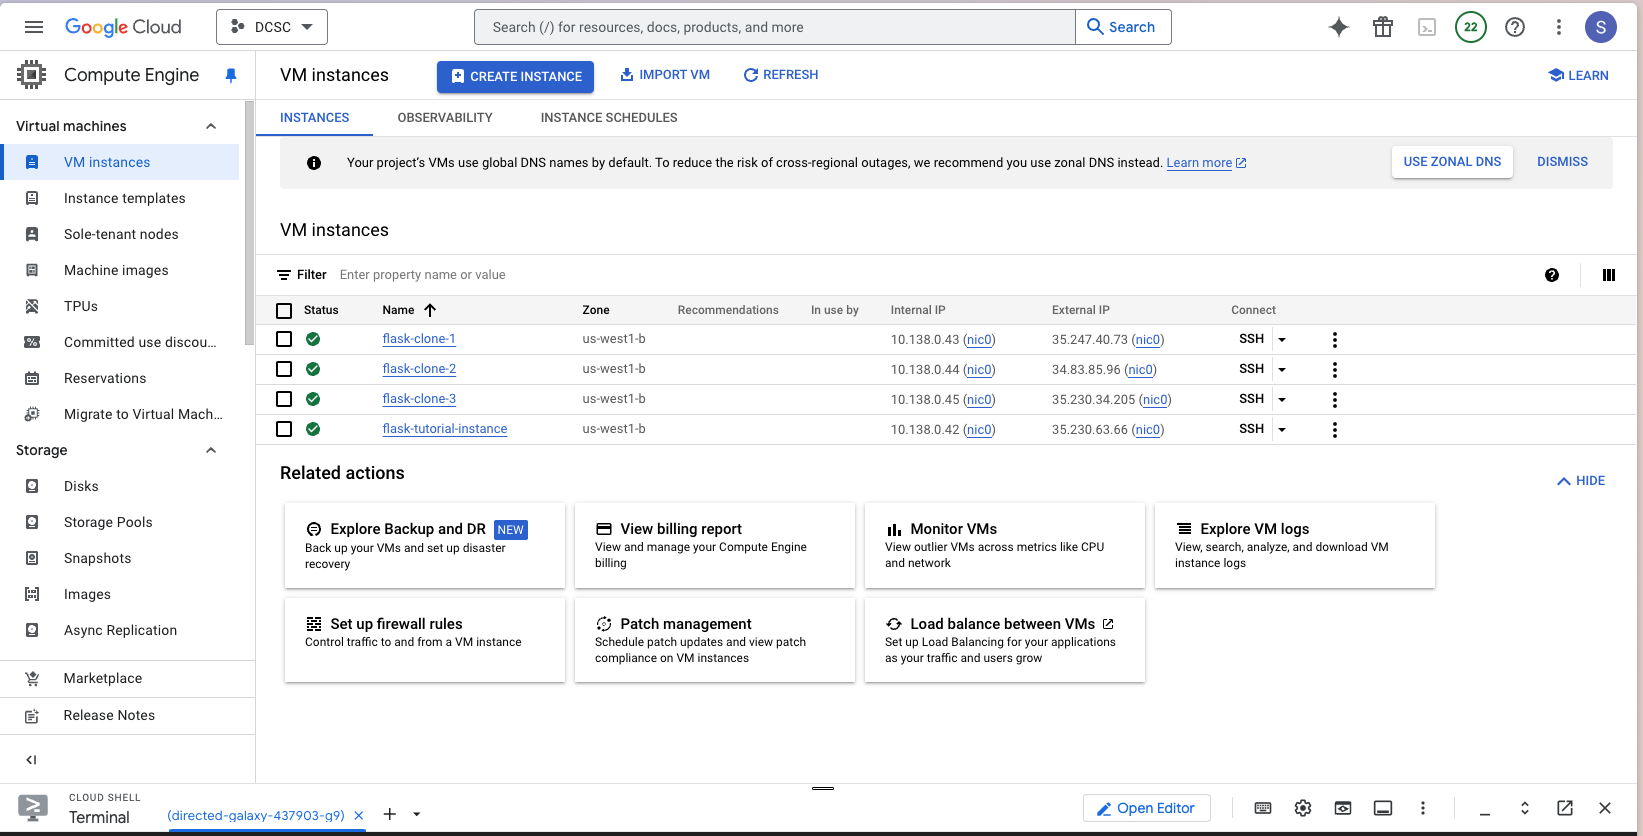 Google Cloud
DCSC
Search (/) for resources, docs, products, and more
Search
22
S
Compute Engine
VM instances
CREATE INSTANCE
IMPORT VM
REFRESH
LEARN
INSTANCES
OBSERVABILITY
INSTANCE SCHEDULES
Virtual machines
VM instances
Instance templates
Sole-tenant nodes
Machine images
TPUs
Committed use discou...
Reservations
Migrate to Virtual Mach...
Storage
Disks
Storage Pools
Snapshots
Images
Async Replication
Marketplace
Release Notes
Your project's VMs use global DNS names by default. To reduce the risk of cross-regional outages, we recommend you use zonal DNS instead. Learn more
USE ZONAL DNS
DISMISS
VM instances
Filter Enter property name or value
Status Name Zone Recommendations In use by Internal IP External IP Connect
flask-clone-1 us-west1-b 10.138.0.43 (nic0) 35.247.40.73 (nic0) SSH
flask-clone-2 us-west1-b 10.138.0.44 (nic0) 34.83.85.96 (nic0) SSH
flask-clone-3 us-west1-b 10.138.0.45 (nic0) 35.230.34.205 (nic0) SSH
flask-tutorial-instance us-west1-b 10.138.0.42 (nic0) 35.230.63.66 (nic0) SSH
Related actions
HIDE
Explore Backup and DR NEW
Back up your VMs and set up disaster
recovery
View billing report
View and manage your Compute Engine
billing
Monitor VMs
View outlier VMs across metrics like CPU
and network
Explore VM logs
View, search, analyze, and download VM
instance logs
Set up firewall rules
Control traffic to and from a VM instance
Patch management
Schedule patch updates and view patch
compliance on VM instances
Load balance between VMs
Set up Load Balancing for your applications
as your traffic and users grow
CLOUD SHELL
Terminal
(directed-galaxy-437903-g9)
Open Editor